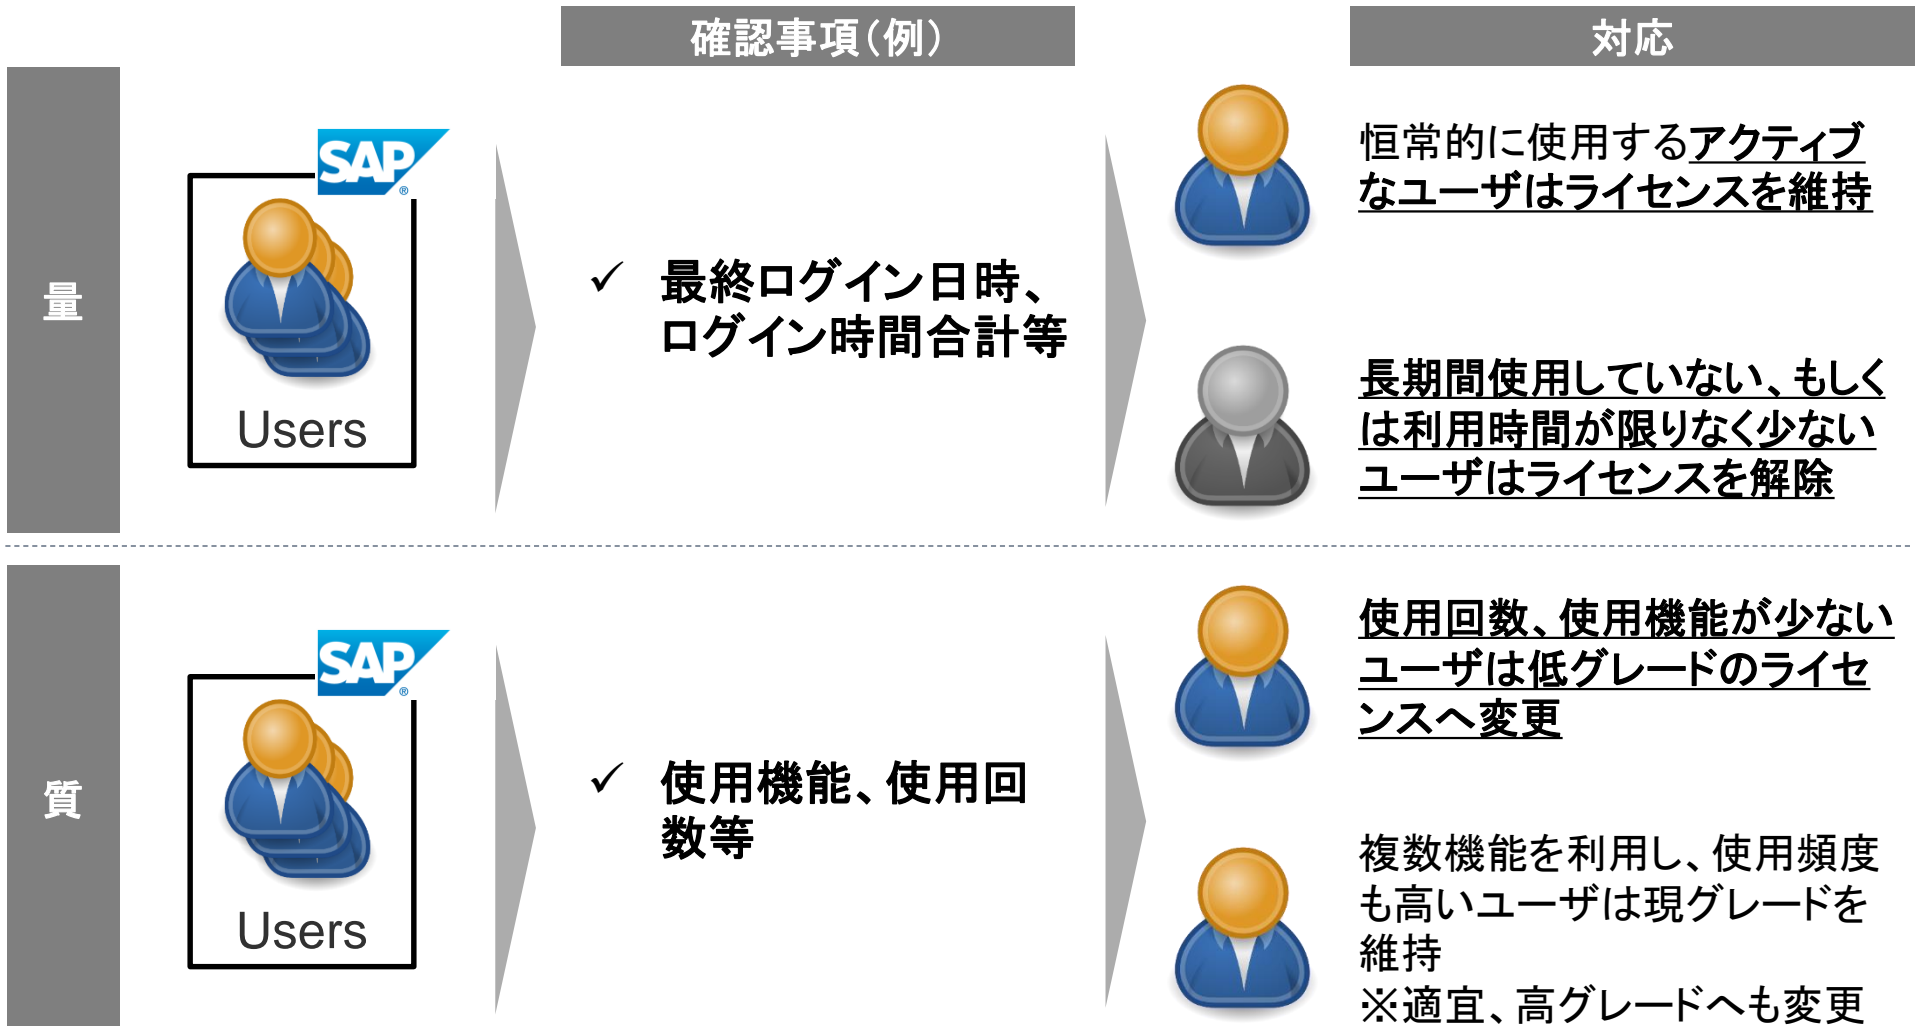 確認事項(例)
対応
量
SAP
®
Users
✓ 最終ログイン日時、
ログイン時間合計等
恒常的に使用するアクティブ
なユーザはライセンスを維持
長期間使用していない、もしく
は利用時間が限りなく少ない
ユーザはライセンスを解除
質
SAP
®
Users
✓ 使用機能、使用回
数等
使用回数、使用機能が少ない
ユーザは低グレードのライセ
ンスへ変更
複数機能を利用し、使用頻度
も高いユーザは現グレードを
維持
※適宜、高グレードへも変更